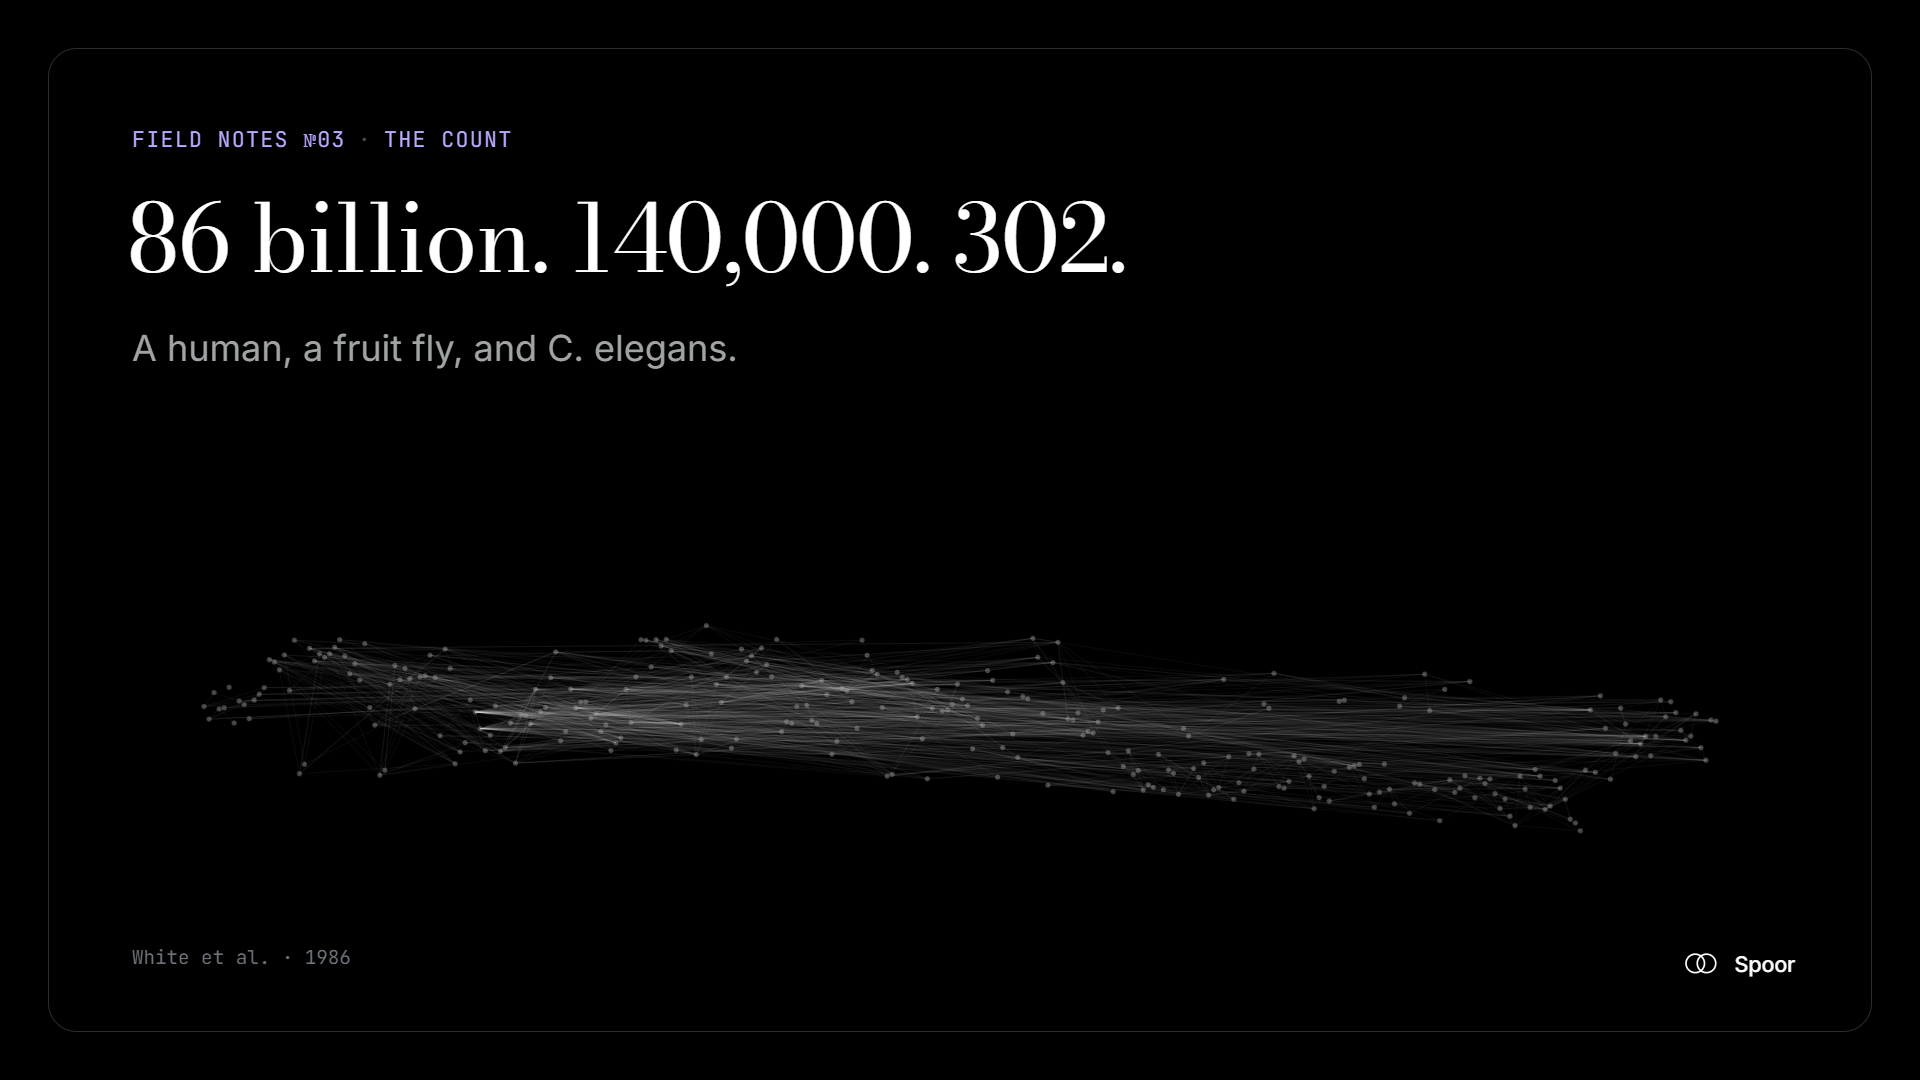 FIELD NOTES №03 · THE COUNT
86 billion. 140,000. 302.
A human, a fruit fly, and C. elegans.
White et al. · 1986
Spoor